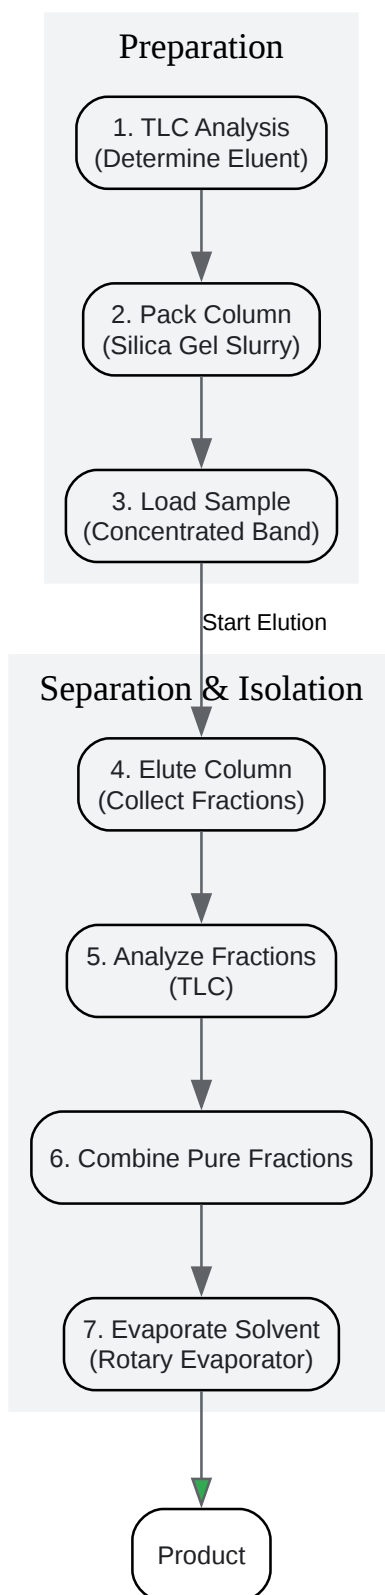 Preparation
1. TLC Analysis
(Determine Eluent)
2. Pack Column
(Silica Gel Slurry)
3. Load Sample
(Concentrated Band)
Start Elution
Separation & Isolation
4. Elute Column
(Collect Fractions)
5. Analyze Fractions
(TLC)
6. Combine Pure Fractions
7. Evaporate Solvent
(Rotary Evaporator)
Product